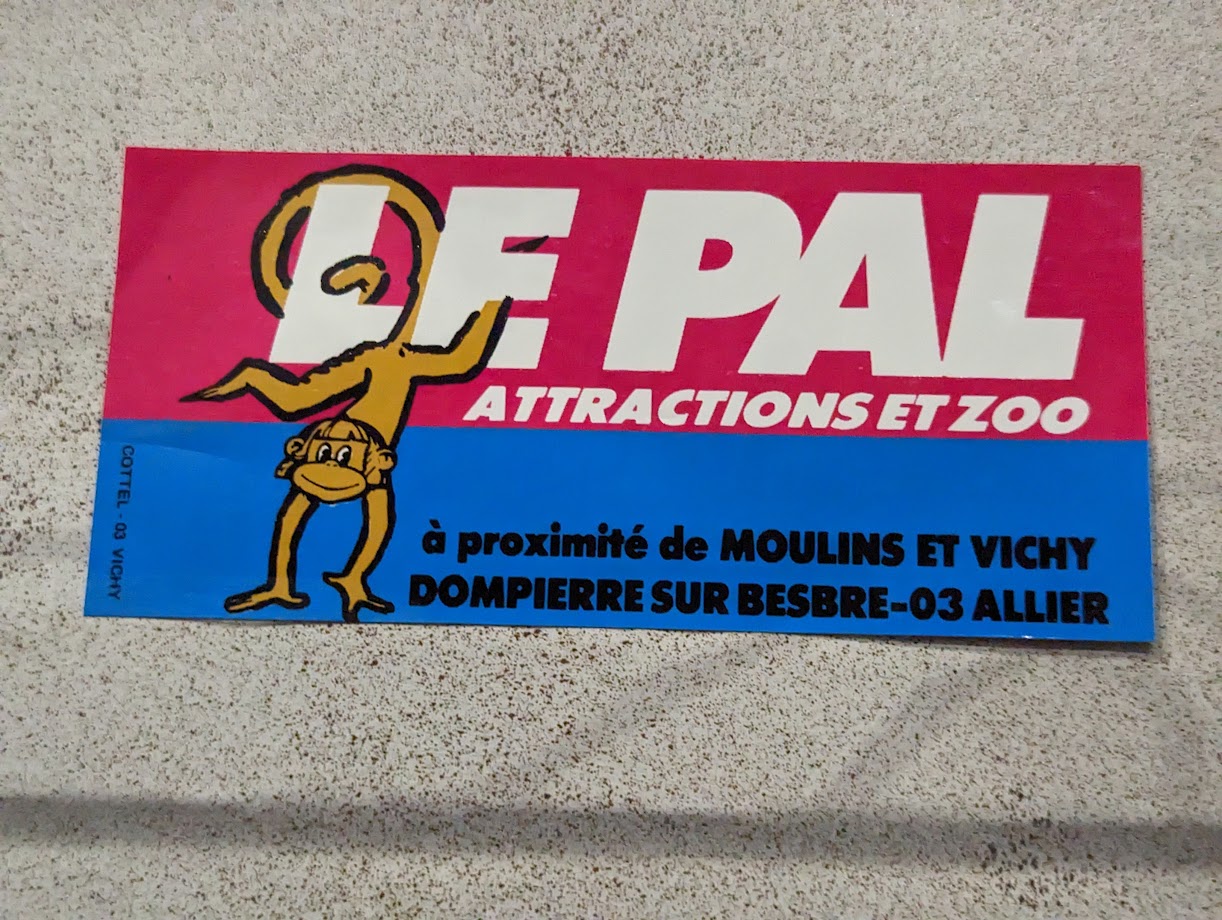 LE PAL
ATTRACTIONS ET ZOO
à proximité de MOULINS ET VICHY
DOMPIERRE SUR BESBRE-03 ALLIER
COTTEL - 03 VICHY